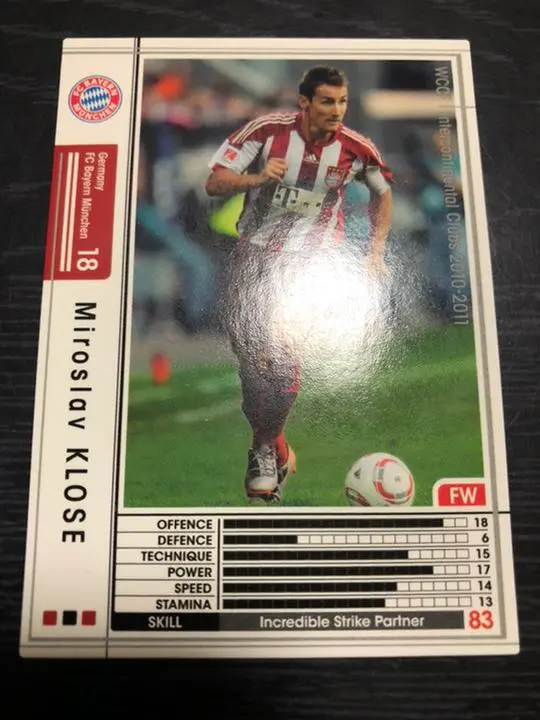 FC BAYERN
MÜNCHEN
Germany
FC Bayern München
18
Miroslav KLOSE
WCCF Intercontinental Clubs 2010-2011
T
FW
OFFENCE 18
DEFENCE 6
TECHNIQUE 15
POWER 17
SPEED 14
STAMINA 13
SKILL Incredible Strike Partner 83